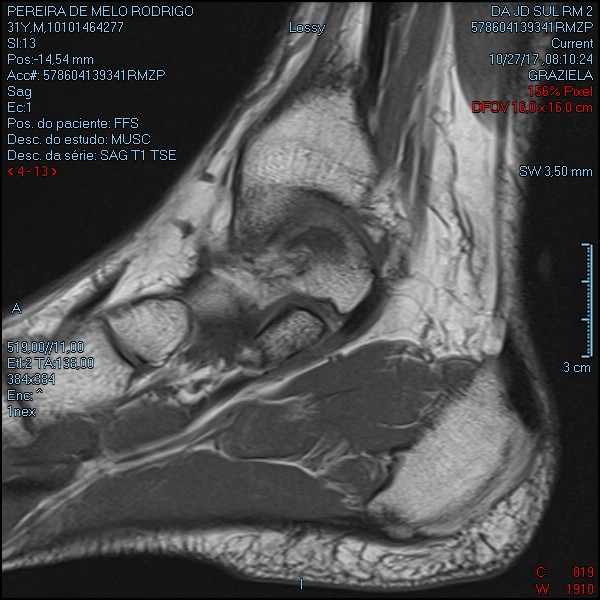 PEREIRA DE MELO RODRIGO
31Y,M,10101464277
Sl:13
Pos:-14,54 mm
Acc#: 578604139341RMZP
Sag
Ec:1
Pos. do paciente: FFS
Desc. do estudo: MUSC
Desc. da série: SAG T1 TSE
< 4 - 13 >
Lossy
DA JD SUL RM 2
578604139341RMZP
Current
10/27/17 ,08:10:24
GRAZIELA
156% Pixel
DFOV 16,0 x 16,0 cm
SW 3,50 mm
A
519,00//11,00
Etl:2 TA:138.00
384x384
Enc: ^
1nex
3 cm
I
C 819
W 1910